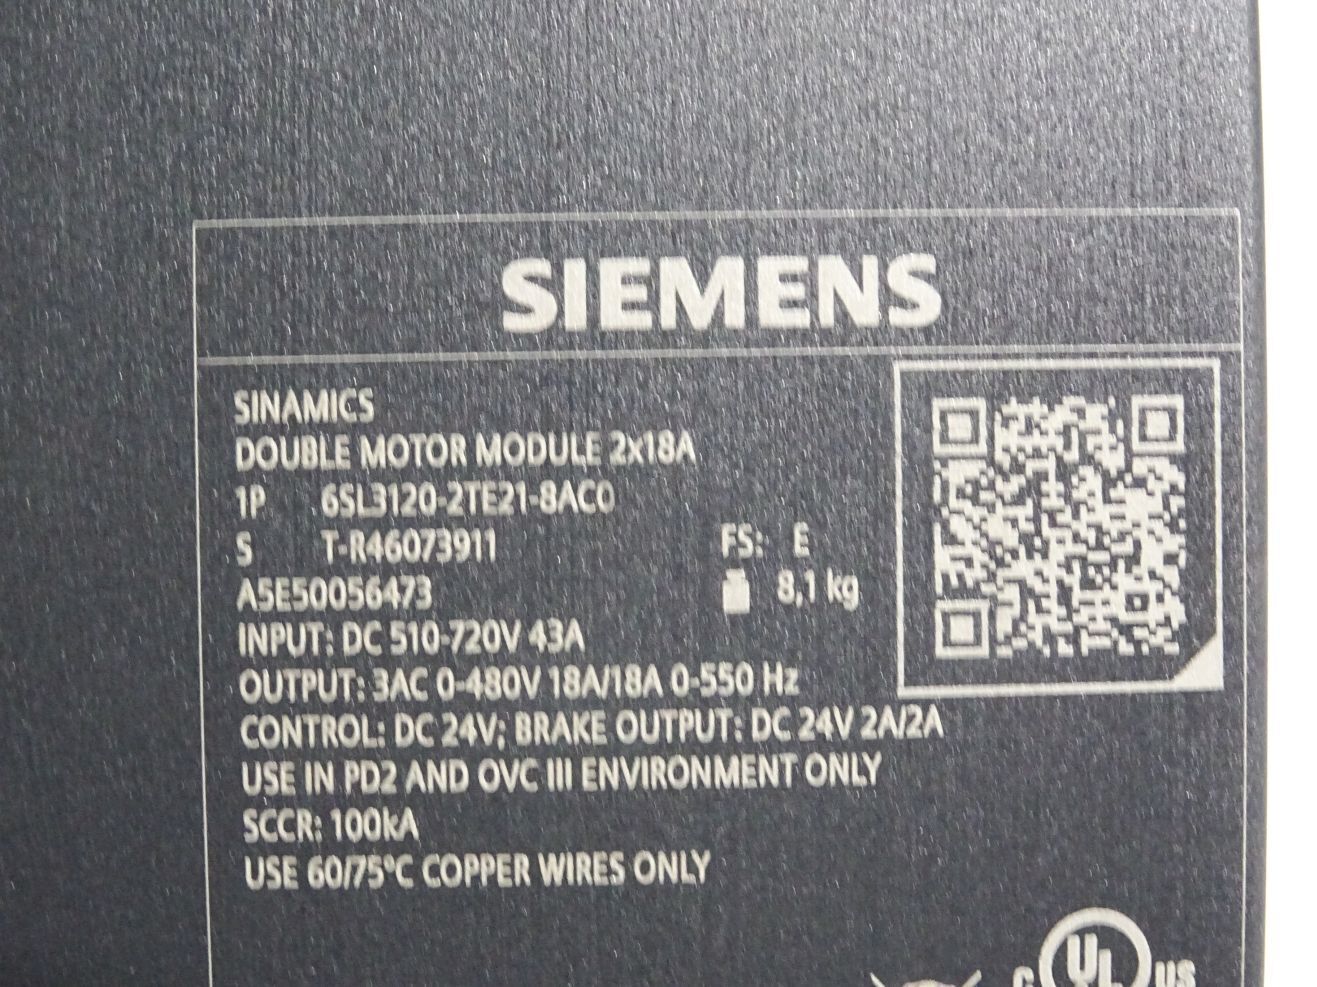 SIEMENS
SINAMICS
DOUBLE MOTOR MODULE 2x18A
1P 6SL3120-2TE21-8AC0
S T-R46073911 FS: E
A5E50056473 8,1 kg
INPUT: DC 510-720V 43A
OUTPUT: 3AC 0-480V 18A/18A 0-550 Hz
CONTROL: DC 24V; BRAKE OUTPUT: DC 24V 2A/2A
USE IN PD2 AND OVC III ENVIRONMENT ONLY
SCCR: 100kA
USE 60/75°C COPPER WIRES ONLY
C UL US